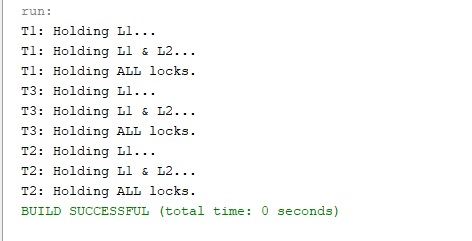 run:
T1: Holding L1...
T1: Holding L1 & L2...
T1: Holding ALL locks.
T3: Holding L1...
T3: Holding L1 & L2...
T3: Holding ALL locks.
T2: Holding L1...
T2: Holding L1 & L2...
T2: Holding ALL locks.
BUILD SUCCESSFUL (total time: 0 seconds)